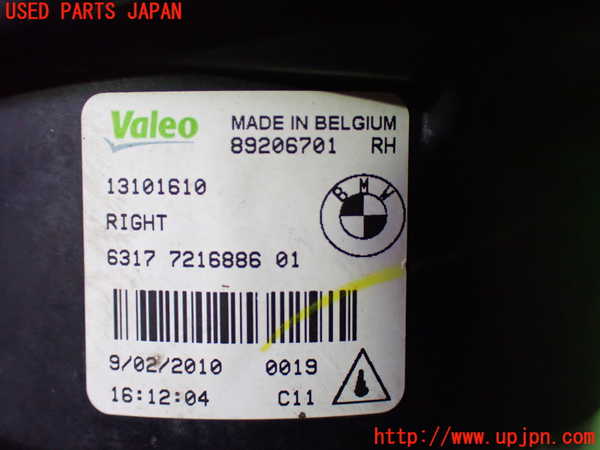 USED PARTS JAPAN
Valeo
MADE IN BELGIUM
89206701 RH
13101610
RIGHT
BMW
6317 7216886 01
9/02/2010 0019
16:12:04 C11
http://www.upjpn.com/